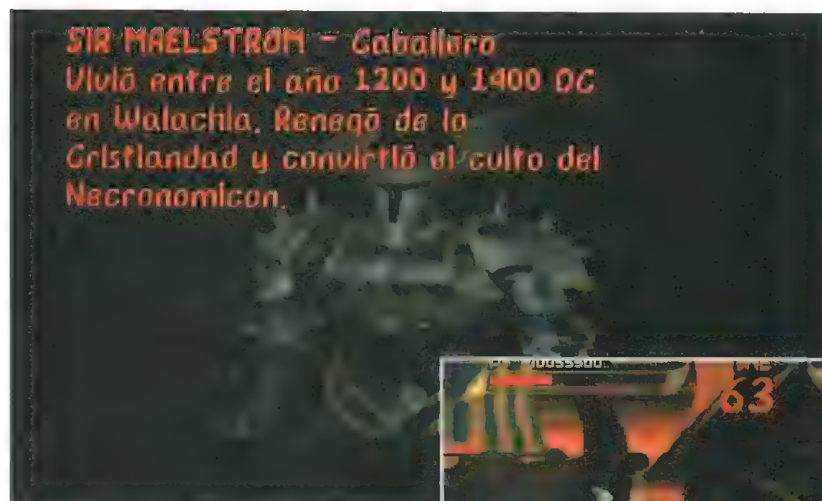 SIR MAELSTROM - Caballero
Vivió entre el año 1200 y 1400 DC
en Walachia. Renegó de la
Cristiandad y convirtió el culto del
Necronomicon.
63